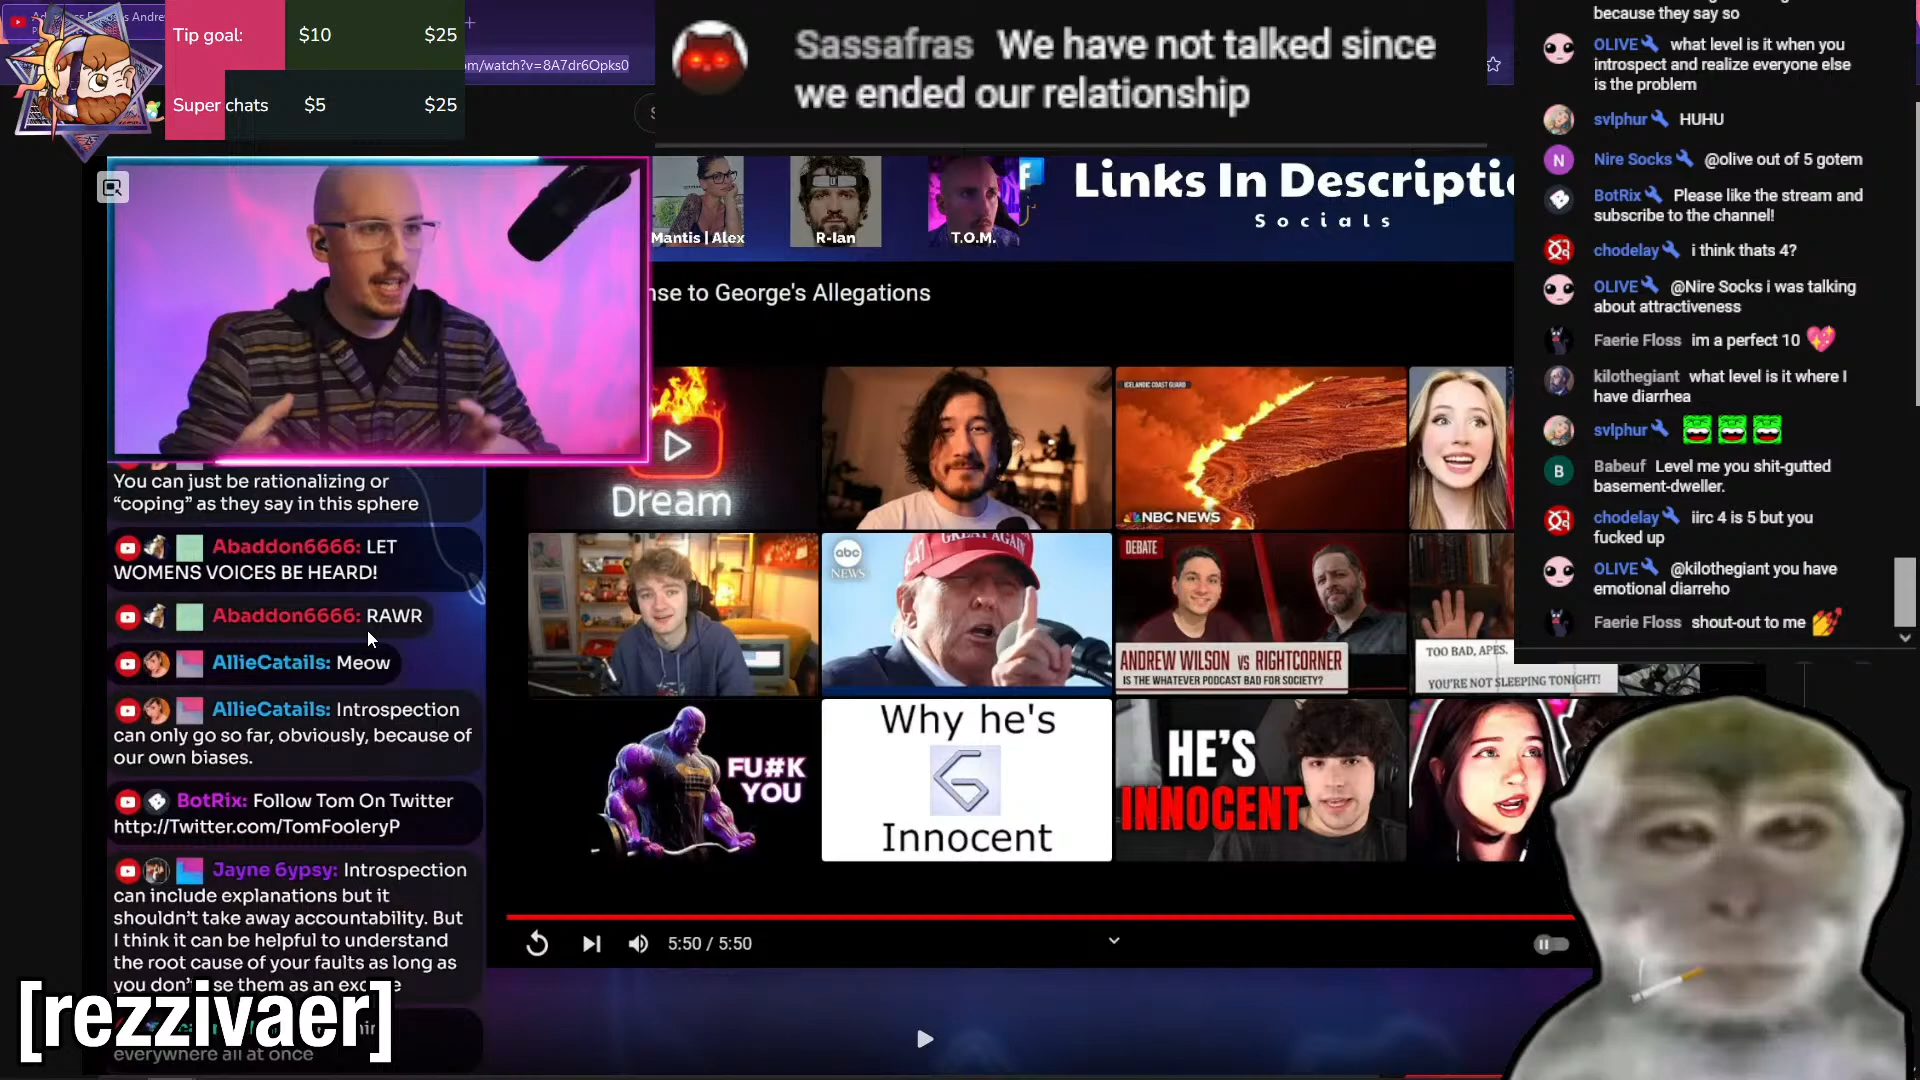 Tip goal: $10 $25
Super chats $5 $25
om/watch?v=8A7dr6Opks0
Sassafras We have not talked since
we ended our relationship
Mantis | Alex
R-Ian
T.O.M.
Links In Descripti
Socials
nse to George's Allegations
Dream
ICELANDIC COAST GUARD
NBC NEWS
abc
NEWS
GREAT AGAIN
DEBATE
ANDREW WILSON VS RIGHTCORNER
IS THE WHATEVER PODCAST BAD FOR SOCIETY?
TOO BAD, APES.
YOU'RE NOT SLEEPING TONIGHT!
FU#K
YOU
Why he's
G
Innocent
HE'S
INNOCENT
5:50 / 5:50
You can just be rationalizing or
“coping” as they say in this sphere
Abaddon6666: LET
WOMENS VOICES BE HEARD!
Abaddon6666: RAWR
AllieCatails: Meow
AllieCatails: Introspection
can only go so far, obviously, because of
our own biases.
BotRix: Follow Tom On Twitter
http://Twitter.com/TomFooleryP
Jayne 6ypsy: Introspection
can include explanations but it
shouldn't take away accountability. But
I think it can be helpful to understand
the root cause of your faults as long as
them as an
[rezzivaer]
everywhere all at once
because they say so
OLIVE what level is it when you
introspect and realize everyone else
is the problem
svlphur HUHU
N
Nire Socks @olive out of 5 gotem
BotRix Please like the stream and
subscribe to the channel!
chodelay i think thats 4?
OLIVE @Nire Socks i was talking
about attractiveness
Faerie Floss im a perfect 10 💖
kilothegiant what level is it where I
have diarrhea
svlphur
B
Babeuf Level me you shit-gutted
basement-dweller.
chodelay iirc 4 is 5 but you
fucked up
OLIVE @kilothegiant you have
emotional diarreho
Faerie Floss shout-out to me 💅